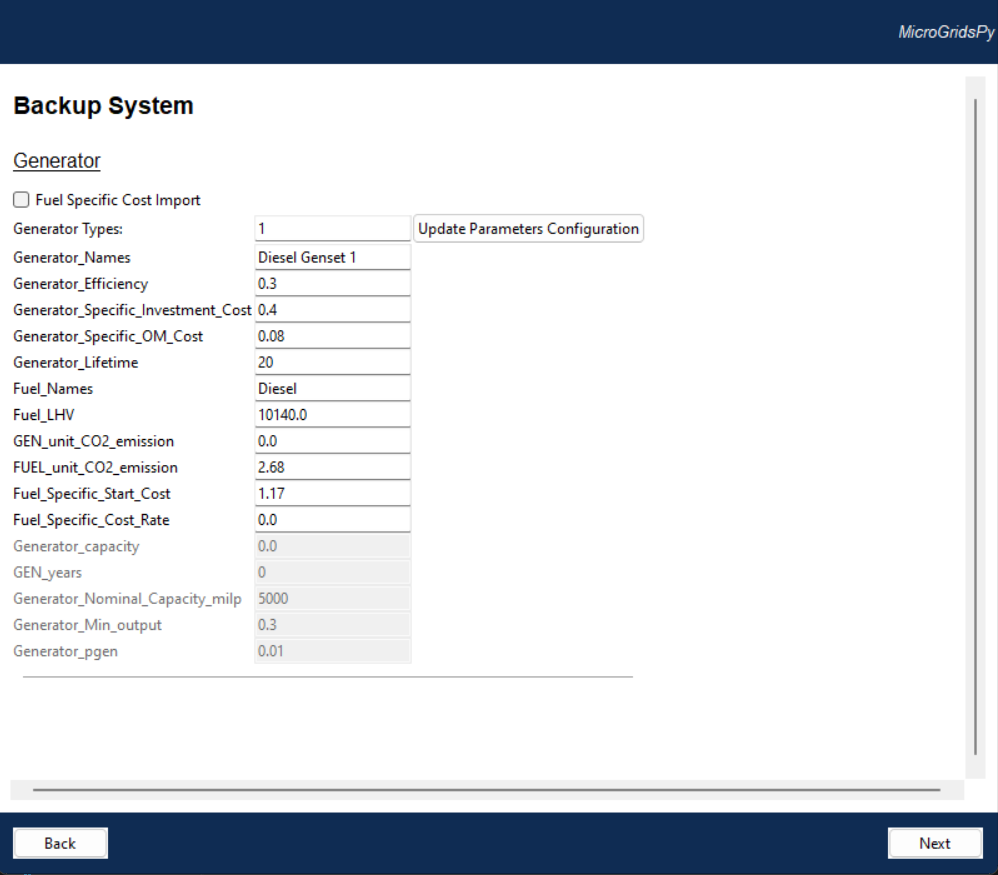 MicroGridsPy
Backup System
Generator
Fuel Specific Cost Import
Generator Types: 1 Update Parameters Configuration
Generator_Names Diesel Genset 1
Generator_Efficiency 0.3
Generator_Specific_Investment_Cost 0.4
Generator_Specific_OM_Cost 0.08
Generator_Lifetime 20
Fuel_Names Diesel
Fuel_LHV 10140.0
GEN_unit_CO2_emission 0.0
FUEL_unit_CO2_emission 2.68
Fuel_Specific_Start_Cost 1.17
Fuel_Specific_Cost_Rate 0.0
Generator_capacity 0.0
GEN_years 0
Generator_Nominal_Capacity_milp 5000
Generator_Min_output 0.3
Generator_pgen 0.01
Back Next